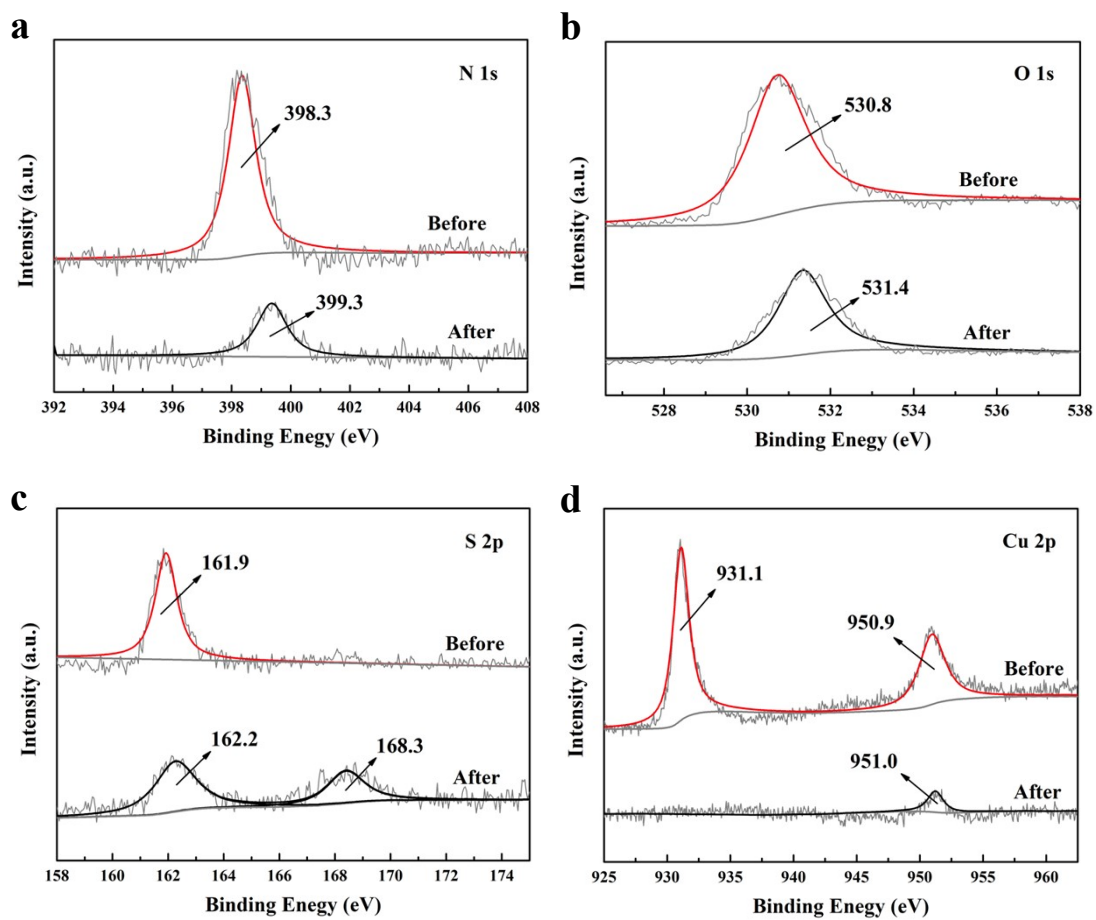 a
N 1s
398.3
Before
399.3
After
Intensity (a.u.)
392 394 396 398 400 402 404 406 408
Binding Enegy (eV)
b
O 1s
530.8
Before
531.4
After
Intensity (a.u.)
528 530 532 534 536 538
Binding Enegy (eV)
c
S 2p
161.9
Before
162.2
168.3
After
Intensity (a.u.)
158 160 162 164 166 168 170 172 174
Binding Enegy (eV)
d
Cu 2p
931.1
950.9
Before
951.0
After
Intensity (a.u.)
925 930 935 940 945 950 955 960
Binding Enegy (eV)